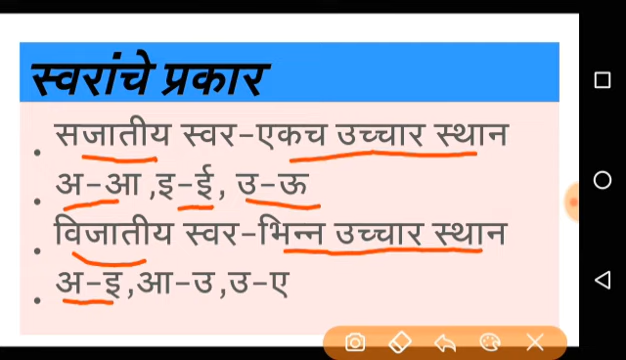 स्वरांचे प्रकार
• सजातीय स्वर-एकच उच्चार स्थान
• अ-आ ,इ-ई, उ-ऊ
• विजातीय स्वर-भिन्न उच्चार स्थान
• अ-इ,आ-उ,उ-ए